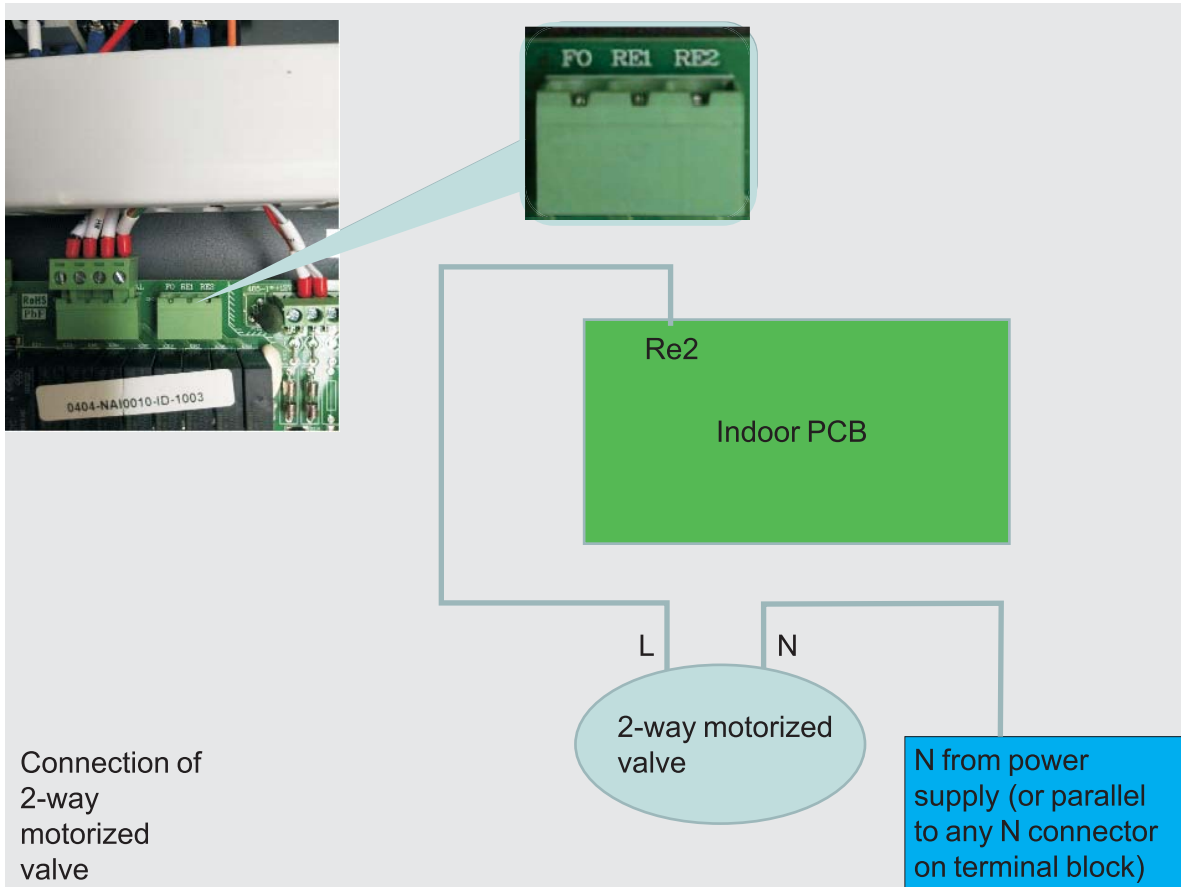 FO RE1 RE2
FO RE1 RE2
RoHS
PbF
0404-NAI0010-ID-1003
Re2
Indoor PCB
L
N
2-way motorized
valve
Connection of
2-way
motorized
valve
N from power
supply (or parallel
to any N connector
on terminal block)